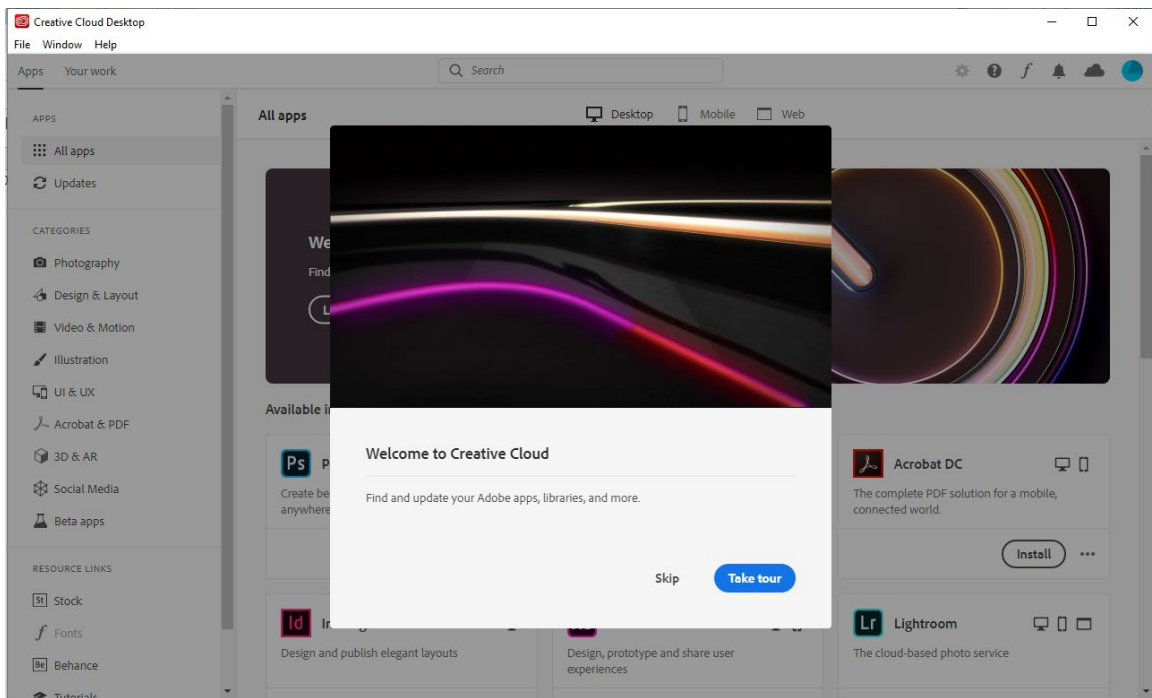 Creative Cloud Desktop
File Window Help
Apps Your work
Search
APPS
All apps
Updates
CATEGORIES
Photography
Design & Layout
Video & Motion
Illustration
UI & UX
Acrobat & PDF
3D & AR
Social Media
Beta apps
RESOURCE LINKS
St Stock
Fonts
Be Behance
Tutorials
All apps
Desktop Mobile Web
We
Find
Available i
Welcome to Creative Cloud
Find and update your Adobe apps, libraries, and more.
Skip Take tour
Ps P
Create be
anywhere
Acrobat DC
The complete PDF solution for a mobile,
connected world.
Install
Id
Design and publish elegant layouts
Design, prototype and share user
experiences
Lr Lightroom
The cloud-based photo service